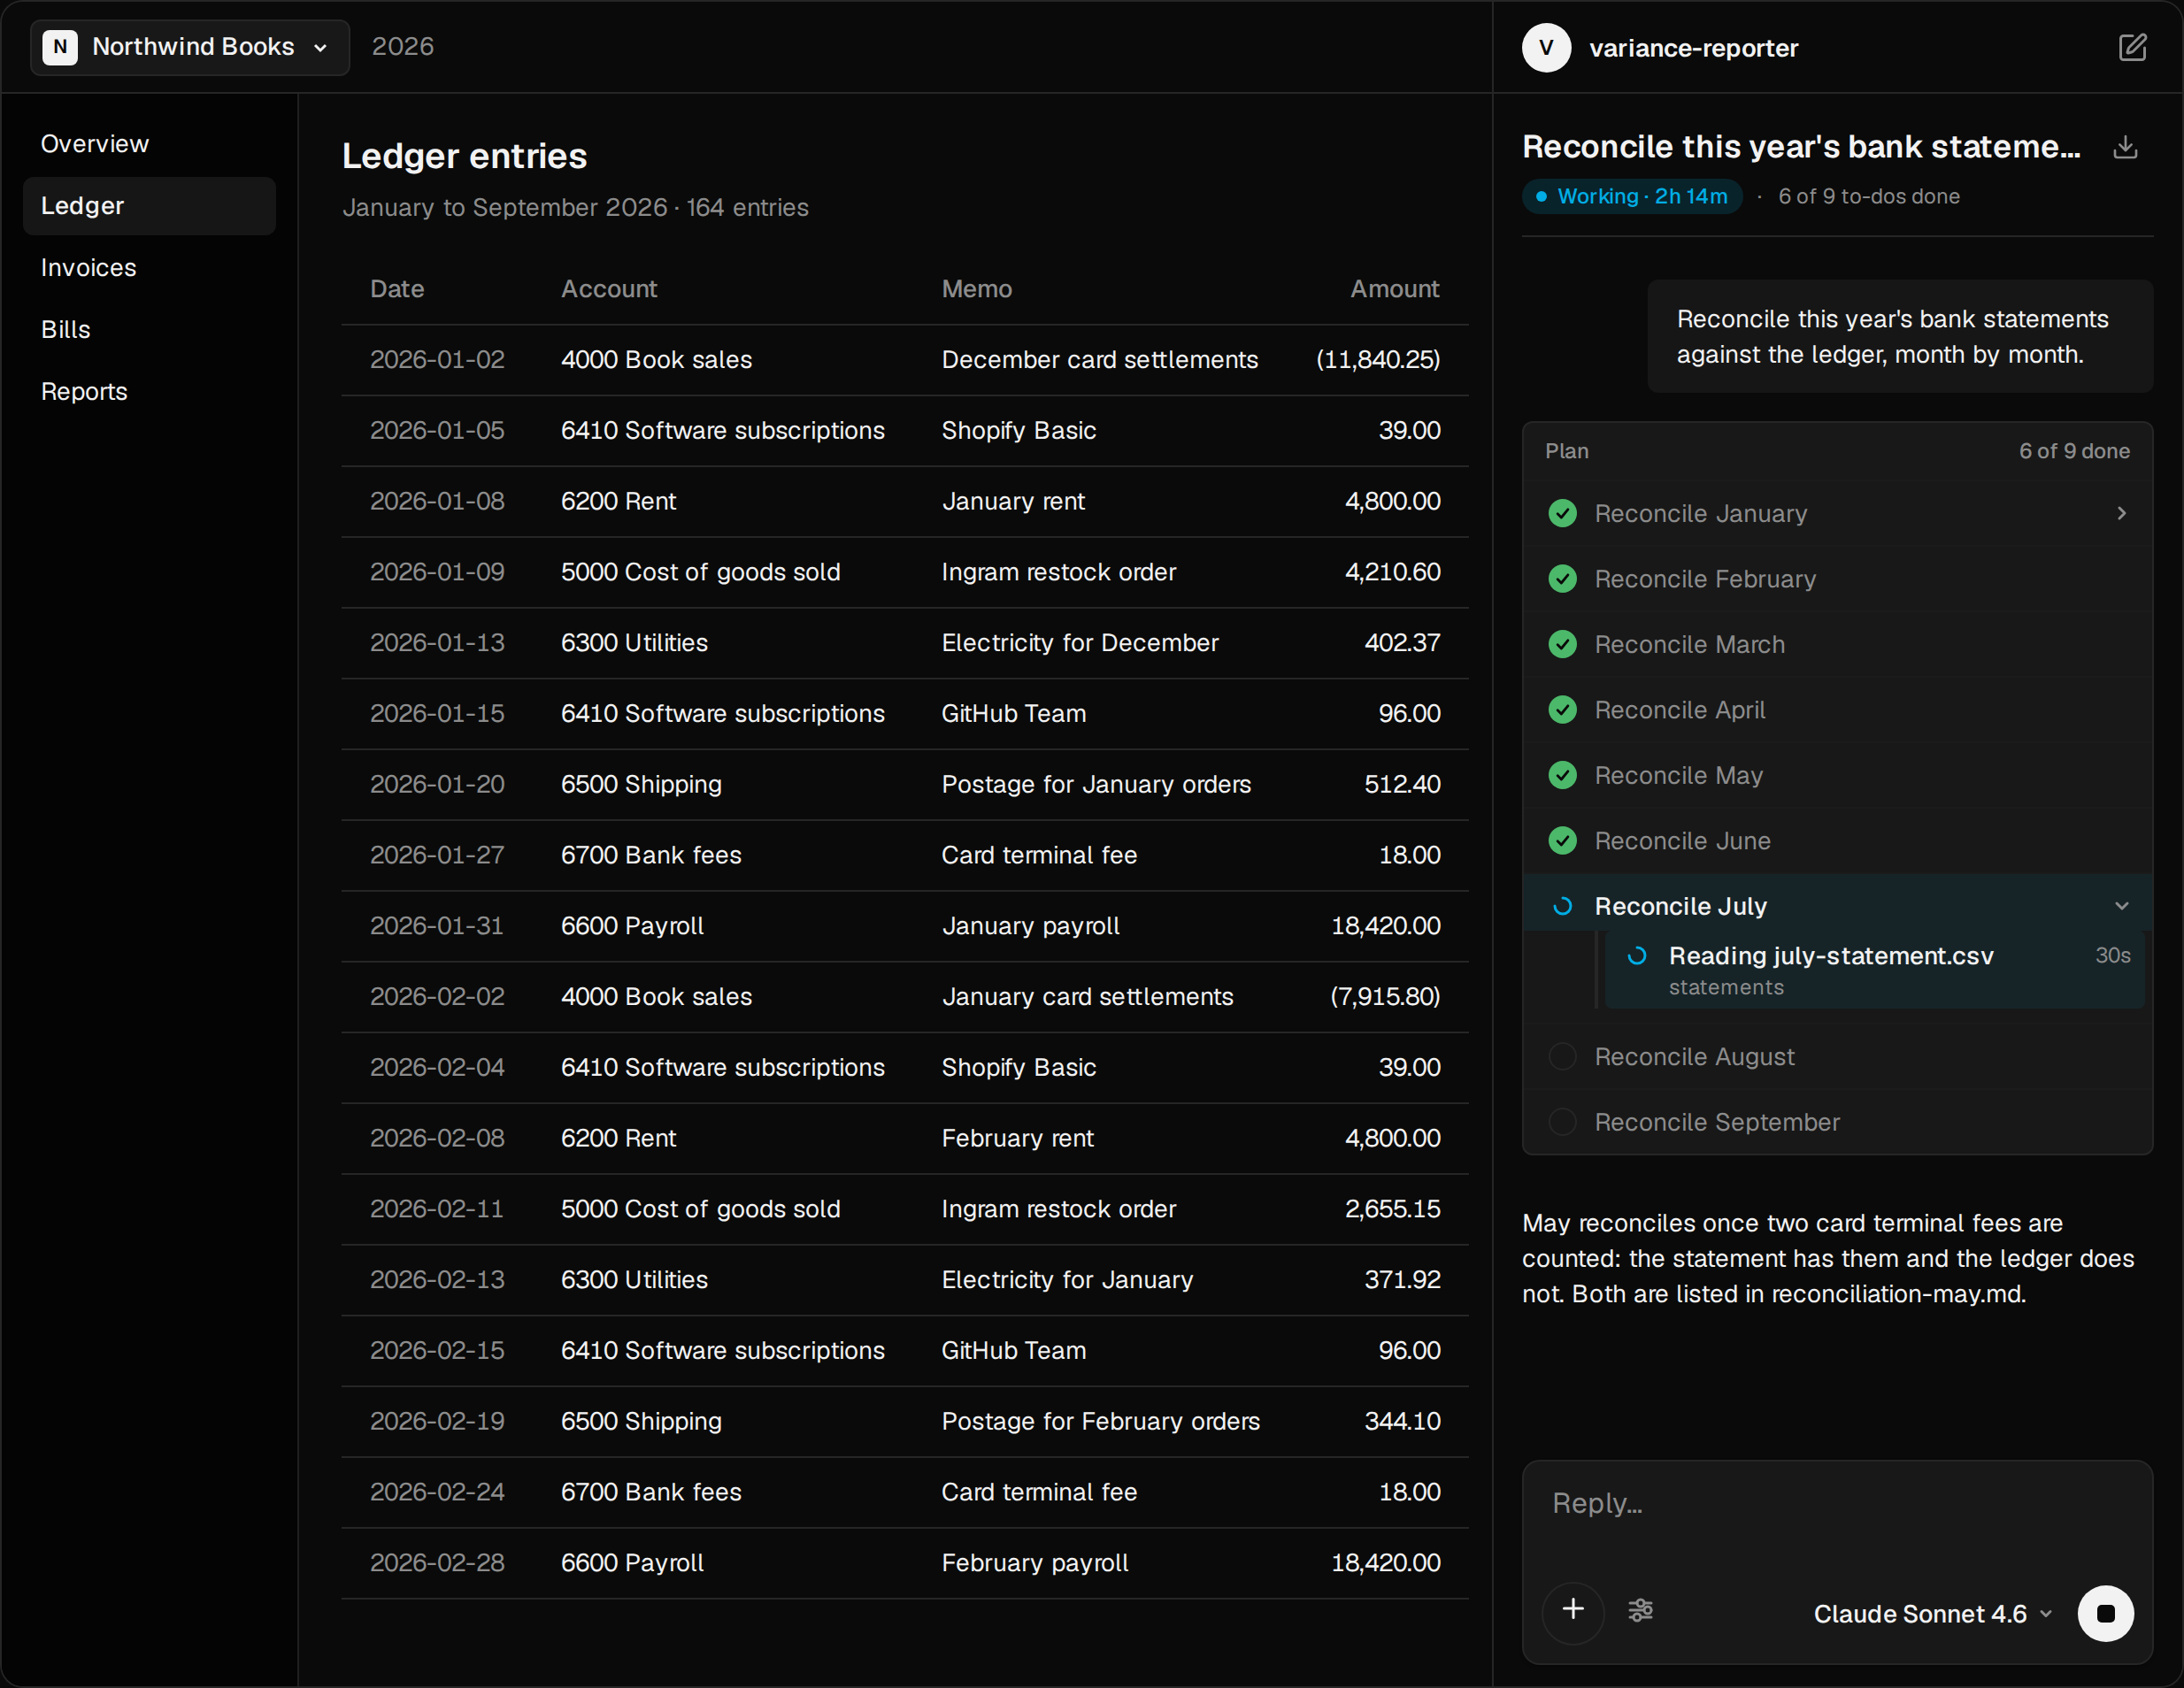 N Northwind Books 2026
Overview
Ledger
Invoices
Bills
Reports
Ledger entries
January to September 2026 · 164 entries
Date Account Memo Amount
2026-01-02 4000 Book sales December card settlements (11,840.25)
2026-01-05 6410 Software subscriptions Shopify Basic 39.00
2026-01-08 6200 Rent January rent 4,800.00
2026-01-09 5000 Cost of goods sold Ingram restock order 4,210.60
2026-01-13 6300 Utilities Electricity for December 402.37
2026-01-15 6410 Software subscriptions GitHub Team 96.00
2026-01-20 6500 Shipping Postage for January orders 512.40
2026-01-27 6700 Bank fees Card terminal fee 18.00
2026-01-31 6600 Payroll January payroll 18,420.00
2026-02-02 4000 Book sales January card settlements (7,915.80)
2026-02-04 6410 Software subscriptions Shopify Basic 39.00
2026-02-08 6200 Rent February rent 4,800.00
2026-02-11 5000 Cost of goods sold Ingram restock order 2,655.15
2026-02-13 6300 Utilities Electricity for January 371.92
2026-02-15 6410 Software subscriptions GitHub Team 96.00
2026-02-19 6500 Shipping Postage for February orders 344.10
2026-02-24 6700 Bank fees Card terminal fee 18.00
2026-02-28 6600 Payroll February payroll 18,420.00
V variance-reporter
Reconcile this year's bank stateme…
Working · 2h 14m · 6 of 9 to-dos done
Reconcile this year's bank statements
against the ledger, month by month.
Plan 6 of 9 done
Reconcile January
Reconcile February
Reconcile March
Reconcile April
Reconcile May
Reconcile June
Reconcile July
Reading july-statement.csv 30s
statements
Reconcile August
Reconcile September
May reconciles once two card terminal fees are
counted: the statement has them and the ledger does
not. Both are listed in reconciliation-may.md.
Reply…
Claude Sonnet 4.6